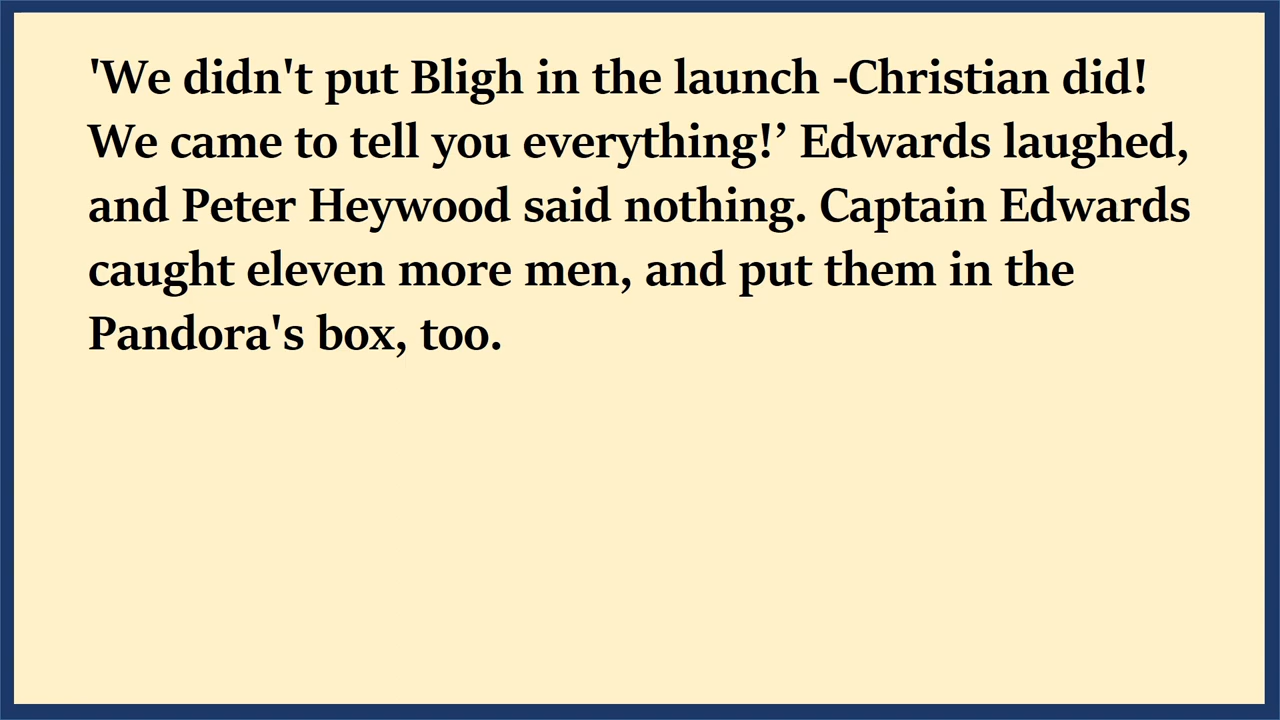 'We didn't put Bligh in the launch -Christian did!
We came to tell you everything!’ Edwards laughed,
and Peter Heywood said nothing. Captain Edwards
caught eleven more men, and put them in the
Pandora's box, too.